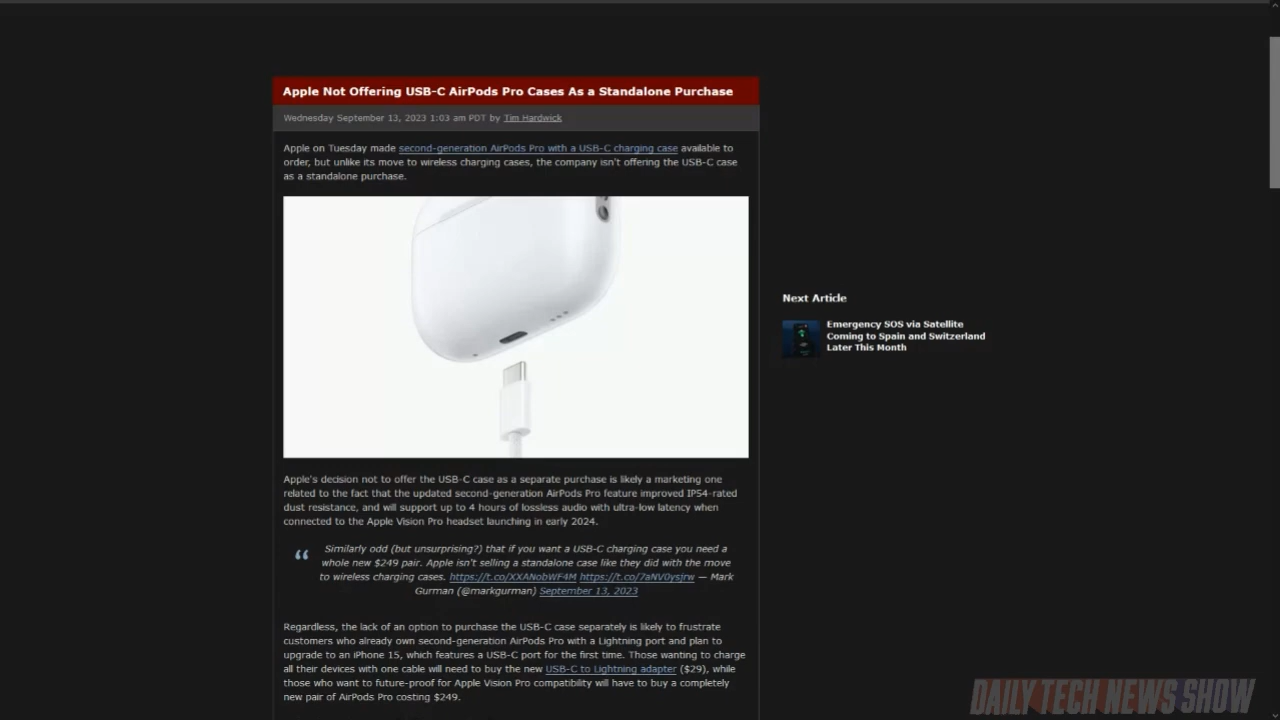 Apple Not Offering USB-C AirPods Pro Cases As a Standalone Purchase
Wednesday September 13, 2023 1:03 am PDT by Tim Hardwick
Apple on Tuesday made second-generation AirPods Pro with a USB-C charging case available to
order, but unlike its move to wireless charging cases, the company isn't offering the USB-C case
as a standalone purchase.
Next Article
Emergency SOS via Satellite
Coming to Spain and Switzerland
Later This Month
Apple's decision not to offer the USB-C case as a separate purchase is likely a marketing one
related to the fact that the updated second-generation AirPods Pro feature improved IP54-rated
dust resistance, and will support up to 4 hours of lossless audio with ultra-low latency when
connected to the Apple Vision Pro headset launching in early 2024.
“ Similarly odd (but unsurprising?) that if you want a USB-C charging case you need a
whole new $249 pair. Apple isn't selling a standalone case like they did with the move
to wireless charging cases. https://t.co/XXANobWF4M https://t.co/7aNV0ysjrw — Mark
Gurman (@markgurman) September 13, 2023
Regardless, the lack of an option to purchase the USB-C case separately is likely to frustrate
customers who already own second-generation AirPods Pro with a Lightning port and plan to
upgrade to an iPhone 15, which features a USB-C port for the first time. Those wanting to charge
all their devices with one cable will need to buy the new USB-C to Lightning adapter ($29), while
those who want to future-proof for Apple Vision Pro compatibility will have to buy a completely
new pair of AirPods Pro costing $249.
DAILY TECH NEWS SHOW